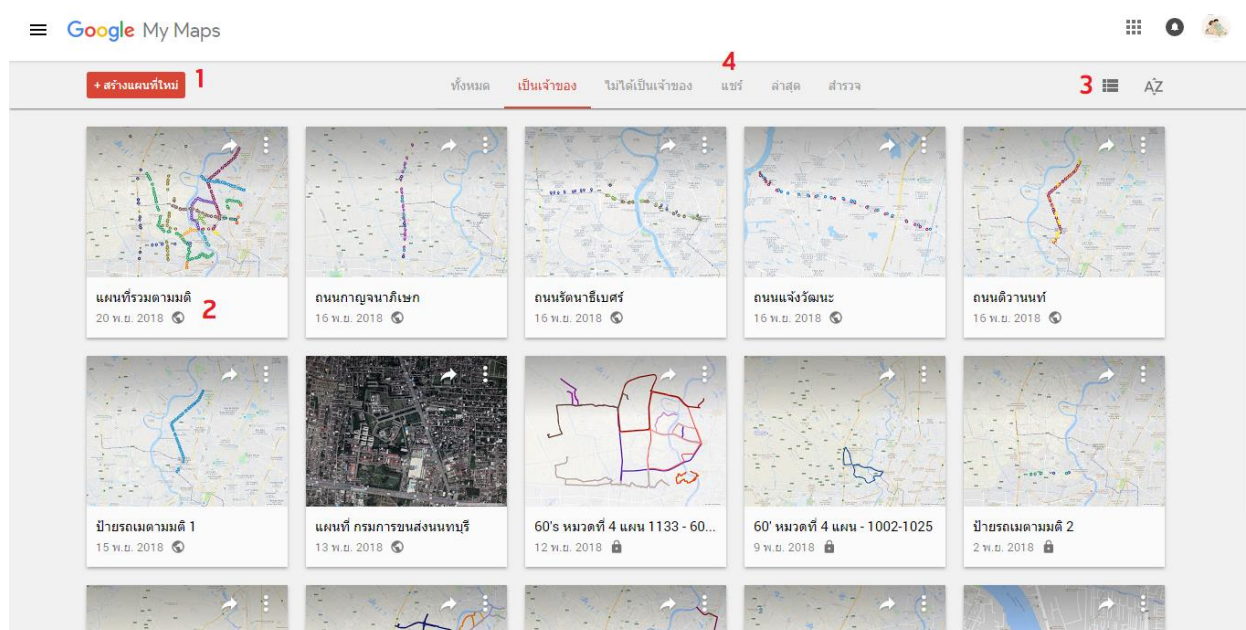 Google My Maps
+ สร้างแผนที่ใหม่ 1 ทั้งหมด เป็นเจ้าของ ไม่ได้เป็นเจ้าของ แชร์ 4 ล่าสุด สำรวจ 3 AZ
แผนที่รวมตามมติ ถนนกาญจนาภิเษก ถนนรัตนาธิเบศร์ ถนนแจ้งวัฒนะ ถนนติวานนท์
20 พ.ย. 2018 2 16 พ.ย. 2018 16 พ.ย. 2018 16 พ.ย. 2018 16 พ.ย. 2018
ป้ายรถเมตามมติ 1 แผนที่ กรมการขนส่งนนทบุรี 60's หมวดที่ 4 แผน 1133 - 60... 60' หมวดที่ 4 แผน - 1002-1025 ป้ายรถเมตามมติ 2
15 พ.ย. 2018 13 พ.ย. 2018 12 พ.ย. 2018 9 พ.ย. 2018 2 พ.ย. 2018